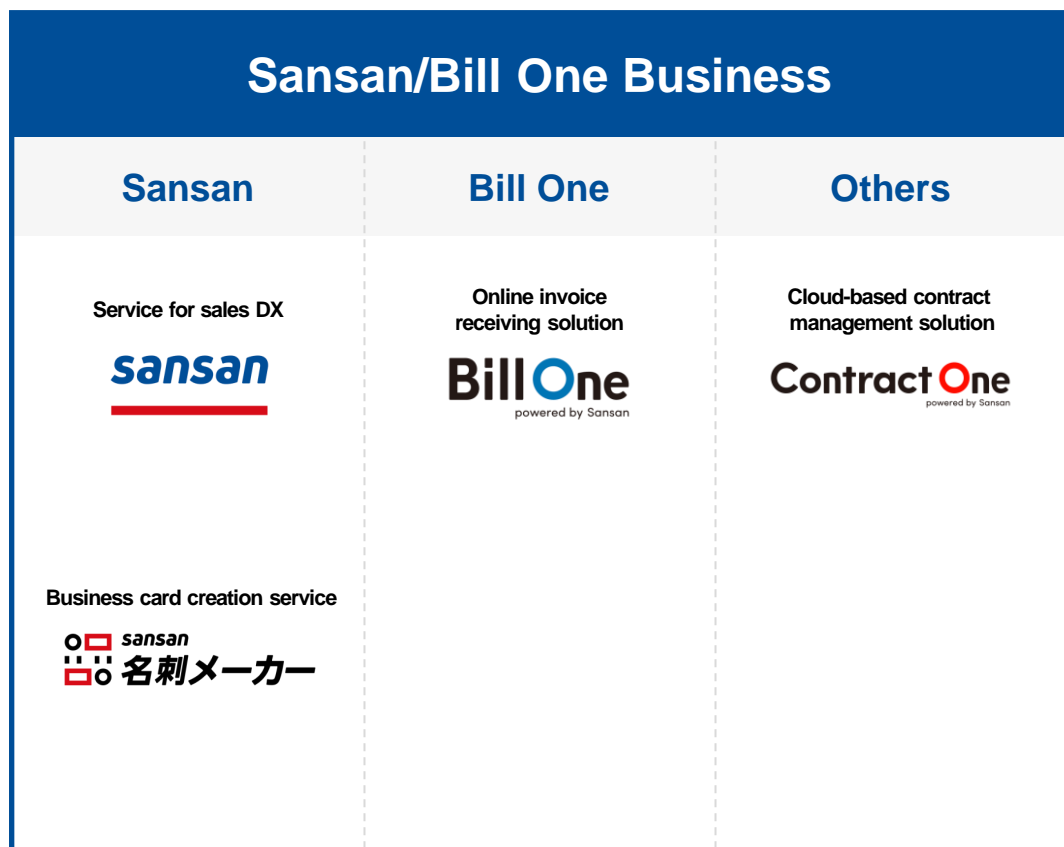 Sansan/Bill One Business
Sansan
Bill One
Others
Service for sales DX
sansan
Business card creation service
sansan
名刺メーカー
Online invoice
receiving solution
Bill One
powered by Sansan
Cloud-based contract
management solution
Contract One
powered by Sansan